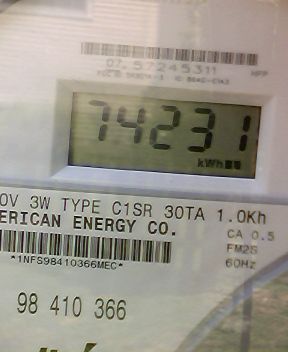 07 57245311
74231
kWh
0V 3W TYPE C1SR 30TA 1.0Kh
ERICAN ENERGY CO.
CA 0.5
FM2S
60Hz
*1NFS98410366MEC*
98 410 366